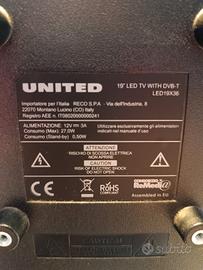 UNITED
19" LED TV WITH DVB-T
LED19X36
Importatore per l'Italia RECO S.P.A - Via dell'Industria, 8
22070 Montano Lucino (CO) Italy
Registro AEE n. IT08020000000241
ALIMENTAZIONE: 12V 3A
Consumo (Max): 27.0W
Consumo (Stand-by): 0.50W
Utilizzare esclusivamente gli alimentatori
indicati nel manuale d'uso
ATTENZIONE
RISCHIO DI SCOSSA ELETTRICA
NON APRIRE
CAUTION
RISK OF ELECTRIC SHOCK
DO NOT OPEN
CE
RoHS
CONSORZIO
ReMedi@
Assembled in EU
subito